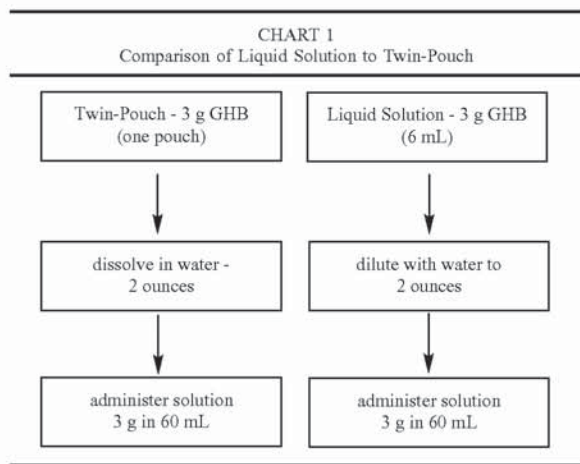 CHART 1
Comparison of Liquid Solution to Twin-Pouch
Twin-Pouch - 3 g GHB
(one pouch)
Liquid Solution - 3 g GHB
(6 mL)
dissolve in water -
2 ounces
dilute with water to
2 ounces
administer solution
3 g in 60 mL
administer solution
3 g in 60 mL